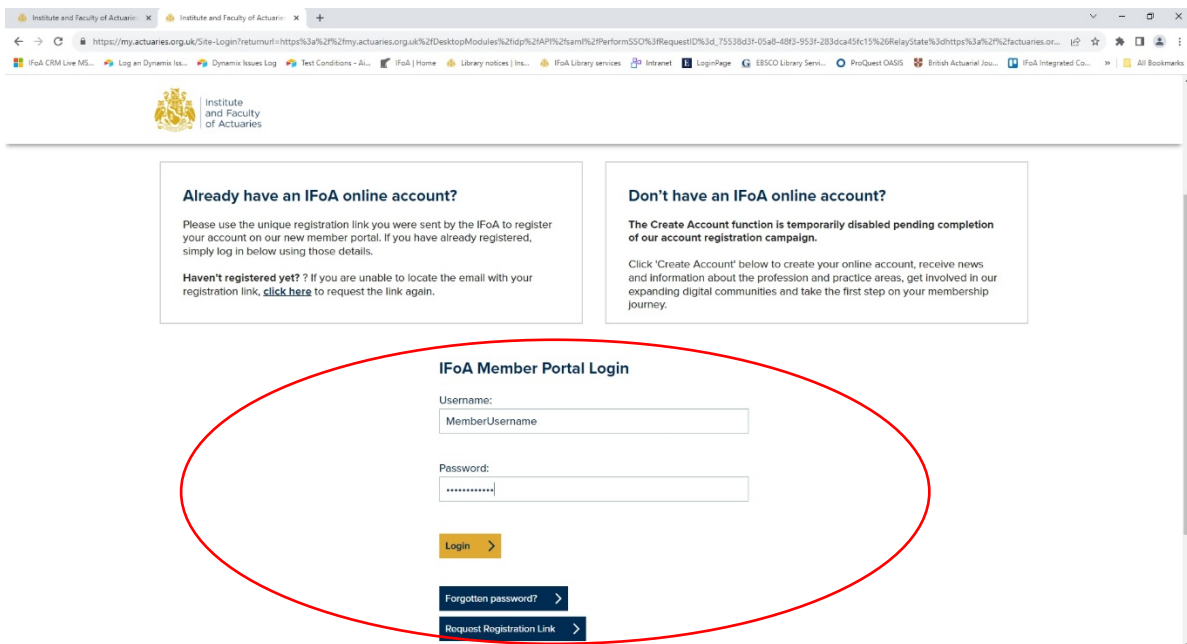 Institute and Faculty of Actuarie
Institute and Faculty of Actuarie
https://my.actuaries.org.uk/Site-Login?returnurl=https%3a%2f%2fmy.actuaries.org.uk%2fDesktopModules%2fidp%2fAPI%2fsaml%2fPerformSSO%3fRequestID%3d_75538d3f-05a8-48f3-953f-283dca45fc15%26RelayState%3dhttps%3a%2f%2factuaries.or...
IFoA CRM Live MS... Log an Dynamix Iss... Dynamix Issues Log Test Conditions - Ai... IFoA | Home Library notices | Ins... IFoA Library services Intranet LoginPage EBSCO Library Servi... ProQuest OASIS British Actuarial Jou... IFoA Integrated Co... » All Bookmarks
Institute
and Faculty
of Actuaries
Already have an IFoA online account?
Please use the unique registration link you were sent by the IFoA to register
your account on our new member portal. If you have already registered,
simply log in below using those details.
Haven't registered yet? ? If you are unable to locate the email with your
registration link, click here to request the link again.
Don't have an IFoA online account?
The Create Account function is temporarily disabled pending completion
of our account registration campaign.
Click 'Create Account' below to create your online account, receive news
and information about the profession and practice areas, get involved in our
expanding digital communities and take the first step on your membership
journey.
IFoA Member Portal Login
Username:
MemberUsername
Password:
••••••••••••
Login
Forgotten password?
Request Registration Link